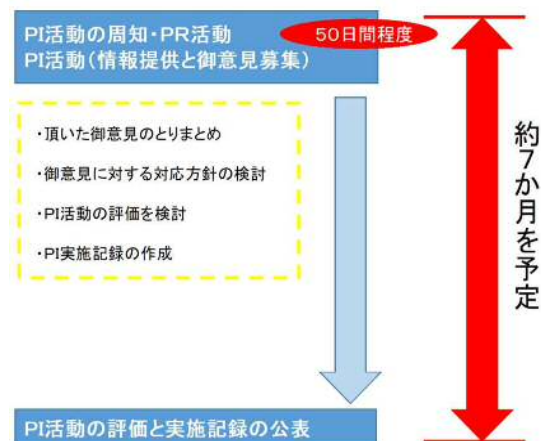 PI活動の周知・PR活動
50日間程度
PI活動(情報提供と御意見募集)
・頂いた御意見のとりまとめ
・御意見に対する対応方針の検討
・PI活動の評価を検討
・PI実施記録の作成
約7か月を予定
PI活動の評価と実施記録の公表